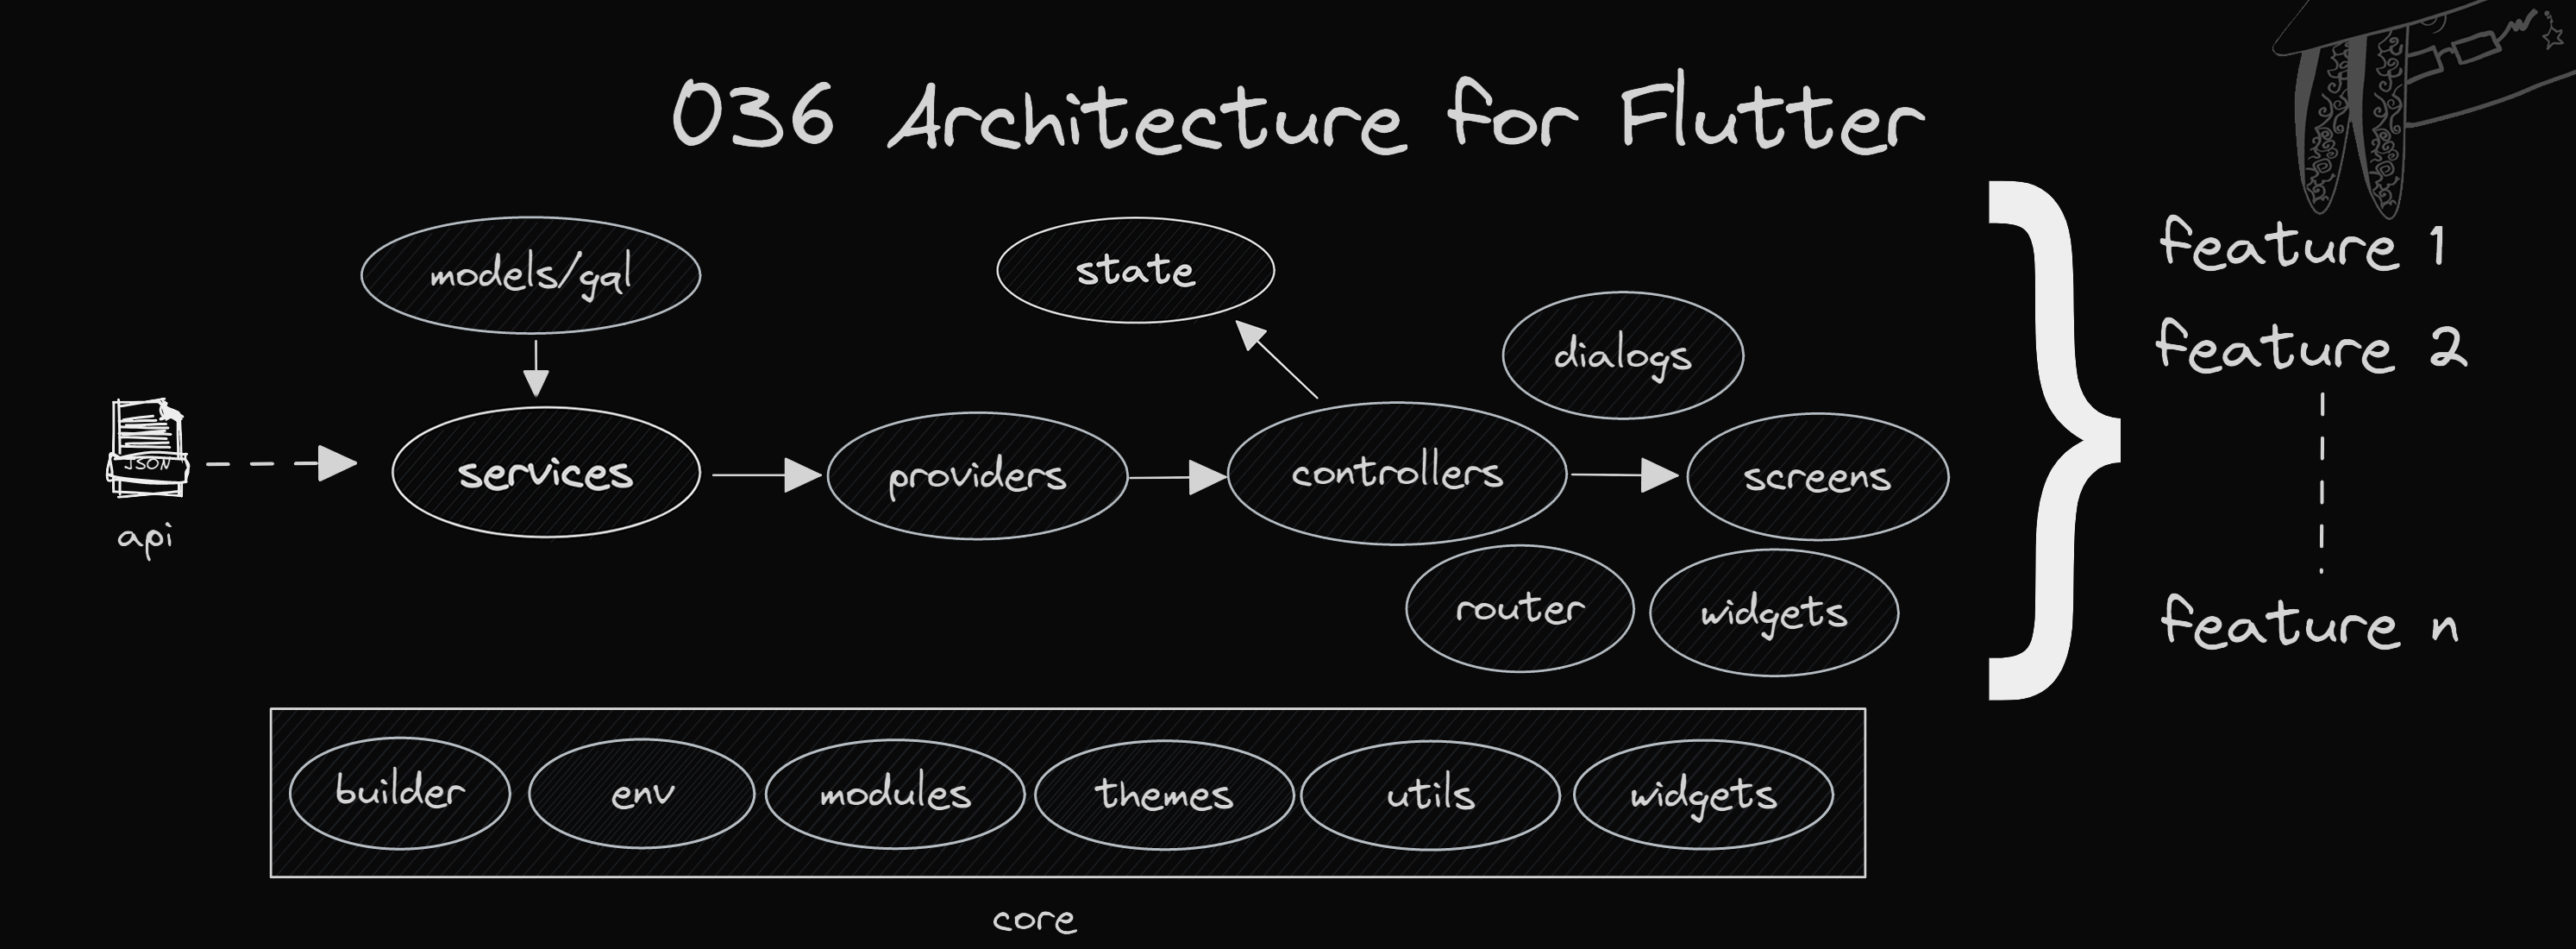 036 Architecture for Flutter
models/gal
state
dialogs
JSON
api
services
providers
controllers
screens
router
widgets
feature 1
feature 2
feature n
builder
env
modules
themes
utils
widgets
core